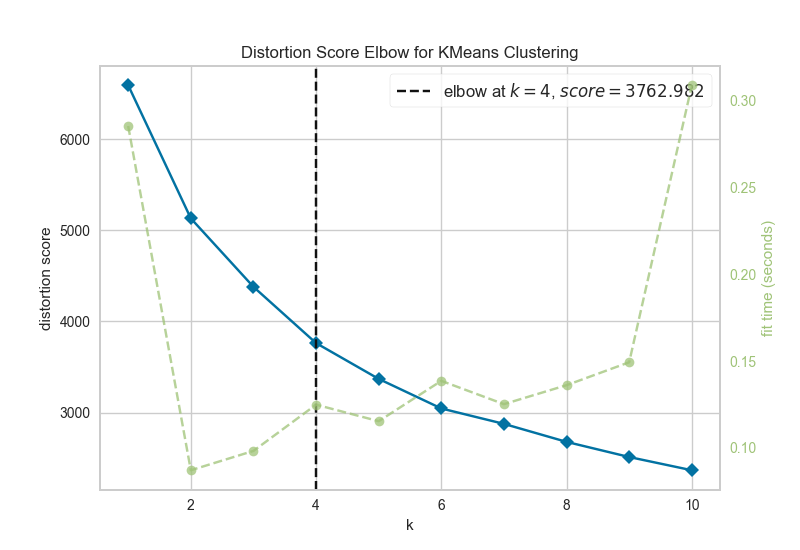 Distortion Score Elbow for KMeans Clustering
elbow at k = 4, score = 3762.982
distortion score
6000
5000
4000
3000
0.30
0.25
0.20
0.15
0.10
fit time (seconds)
2 4 6 8 10
k